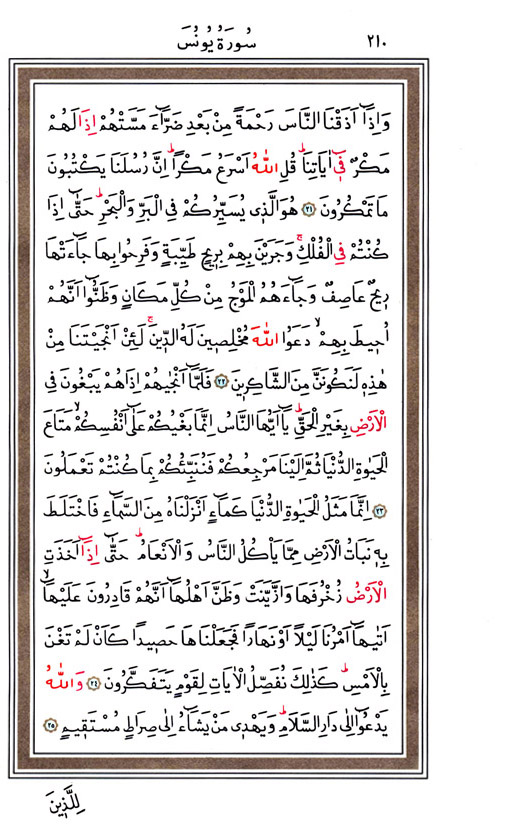 ٢١٠ سُورَةُ يُونُسَ
وَاِذَٓا اَذَقْنَا النَّاسَ رَحْمَةً مِنْ بَعْدِ ضَرَّٓاءَ مَسَّتْهُمْ اِذَا لَهُمْ
مَكْرٌ ف۪ٓي اٰيَاتِنَاۜ قُلِ اللّٰهُ اَسْرَعُ مَكْرًاۜ اِنَّ رُسُلَنَا يَكْتُبُونَ
مَا تَمْكُرُونَ ﴿٢١﴾ هُوَ الَّذ۪ي يُسَيِّرُكُمْ فِي الْبَرِّ وَالْبَحْرِۜ حَتّٰٓى اِذَا
كُنْتُمْ فِي الْفُلْكِۚ وَجَرَيْنَ بِهِمْ بِر۪يحٍ طَيِّبَةٍ وَفَرِحُوا بِهَا جَٓاءَتْهَا
ر۪يحٌ عَاصِفٌ وَجَٓاءَهُمُ الْمَوْجُ مِنْ كُلِّ مَكَانٍ وَظَنُّٓوا اَنَّهُمْ
اُح۪يطَ بِهِمْۙ دَعَوُا اللّٰهَ مُخْلِص۪ينَ لَهُ الدّ۪ينَۚ لَئِنْ اَنْجَيْتَنَا مِنْ
هٰذِه۪ لَنَكُونَنَّ مِنَ الشَّاكِر۪ينَ ﴿٢٢﴾ فَلَمَّٓا اَنْجٰيهُمْ اِذَا هُمْ يَبْغُونَ فِي
الْاَرْضِ بِغَيْرِ الْحَقِّۜ يَٓا اَيُّهَا النَّاسُ اِنَّمَا بَغْيُكُمْ عَلٰٓى اَنْفُسِكُمْۙ مَتَاعَ
الْحَيٰوةِ الدُّنْيَا ثُمَّ اِلَيْنَا مَرْجِعُكُمْ فَنُنَبِّئُكُمْ بِمَا كُنْتُمْ تَعْمَلُونَ
﴿٢٣﴾ اِنَّمَا مَثَلُ الْحَيٰوةِ الدُّنْيَا كَمَٓاءٍ اَنْزَلْنَاهُ مِنَ السَّمَٓاءِ فَاخْتَلَطَ
بِه۪ نَبَاتُ الْاَرْضِ مِمَّا يَأْكُلُ النَّاسُ وَالْاَنْعَامُۜ حَتّٰٓى اِذَٓا اَخَذَتِ
الْاَرْضُ زُخْرُفَهَا وَازَّيَّنَتْ وَظَنَّ اَهْلُهَٓا اَنَّهُمْ قَادِرُونَ عَلَيْهَٓاۙ
اَتٰيهَٓا اَمْرُنَا لَيْلًا اَوْ نَهَارًا فَجَعَلْنَاهَا حَص۪يدًا كَاَنْ لَمْ تَغْنَ
بِالْاَمْسِۜ كَذٰلِكَ نُفَصِّلُ الْاٰيَاتِ لِقَوْمٍ يَتَفَكَّرُونَ ﴿٢٤﴾ وَاللّٰهُ
يَدْعُٓوا اِلٰى دَارِ السَّلَامِۜ وَيَهْد۪ي مَنْ يَشَٓاءُ اِلٰى صِرَاطٍ مُسْتَق۪يمٍ ﴿٢٥﴾
لِلَّذ۪ينَ